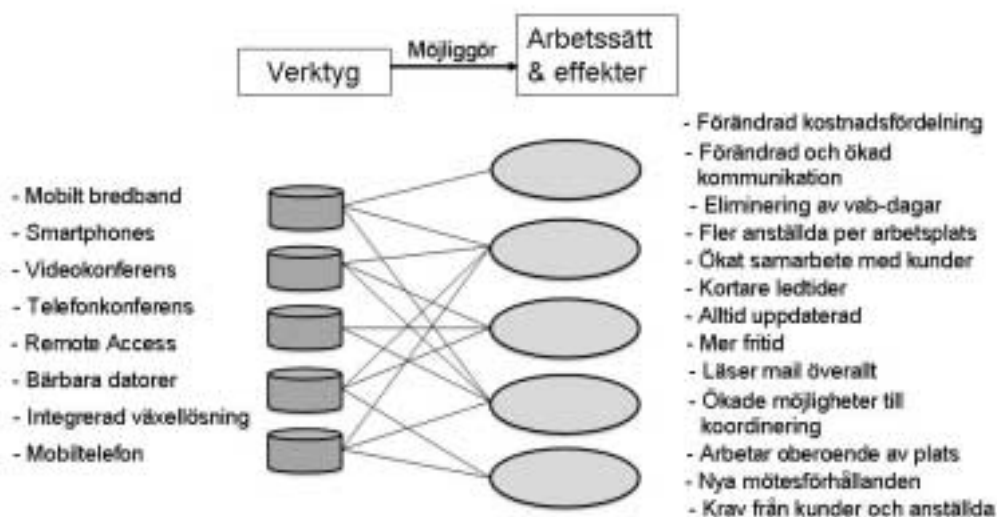 Verktyg
Möjliggör
Arbetssätt
& effekter
- Mobilt bredband
- Smartphones
- Videokonferens
- Telefonkonferens
- Remote Access
- Bärbara datorer
- Integrerad växellösning
- Mobiltelefon
- Förändrad kostnadsfördelning
- Förändrad och ökad
kommunikation
- Eliminering av vab-dagar
- Fler anställda per arbetsplats
- Ökat samarbete med kunder
- Kortare ledtider
- Alltid uppdaterad
- Mer fritid
- Läser mail överallt
- Ökade möjligheter till
koordinering
- Arbetar oberoende av plats
- Nya mötesförhållanden
- Krav från kunder och anställda